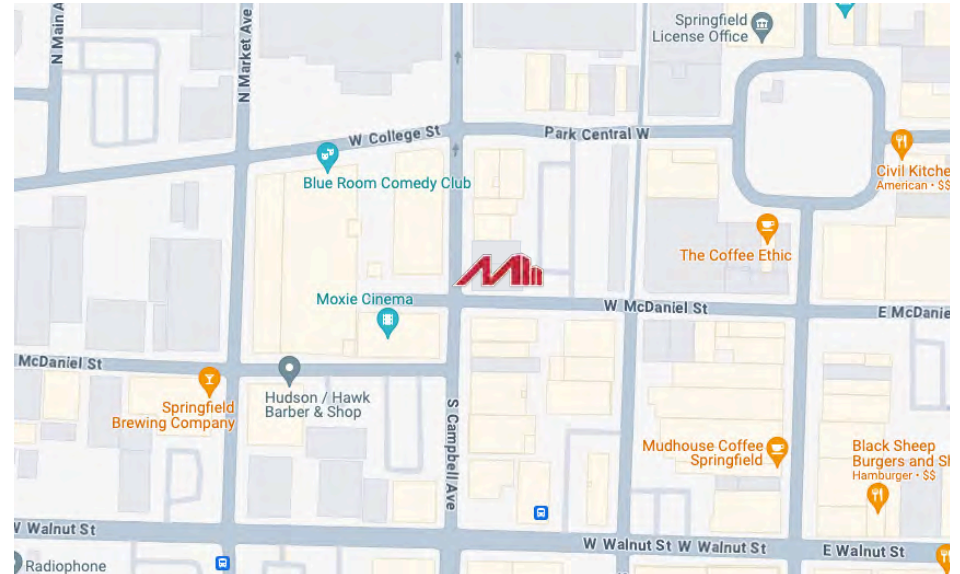 N Main A
N Market Ave
Springfield
License Office
W College St
Park Central W
Blue Room Comedy Club
Civil Kitche
American • $$
The Coffee Ethic
Moxie Cinema
W McDaniel St
E McDanie
McDaniel St
Hudson / Hawk
Barber & Shop
Springfield
Brewing Company
S Campbell Ave
Mudhouse Coffee
Springfield
Black Sheep
Burgers and Sl
Hamburger • $$
W Walnut St
W Walnut St W Walnut St
E Walnut St
Radiophone